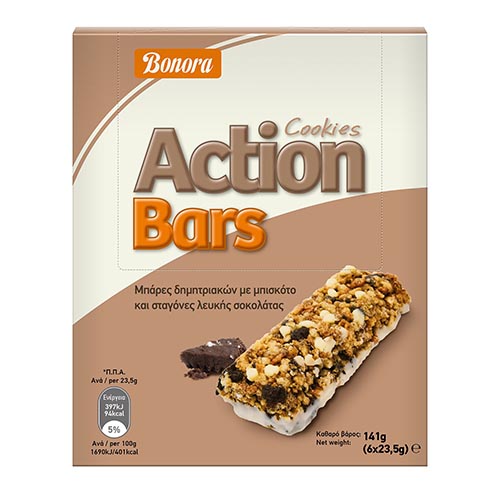 Bonora
Cookies
Action
Bars
Μπάρες δημητριακών με μπισκότο
και σταγόνες λευκής σοκολάτας
*Π.Π.Α.
Ανά / per 23,5g
Ενέργεια
397kJ
94kcal
5%
Ανά / per 100g
1690kJ/401kcal
Καθαρό βάρος:
Net weight:
141g
(6x23,5g) ℮